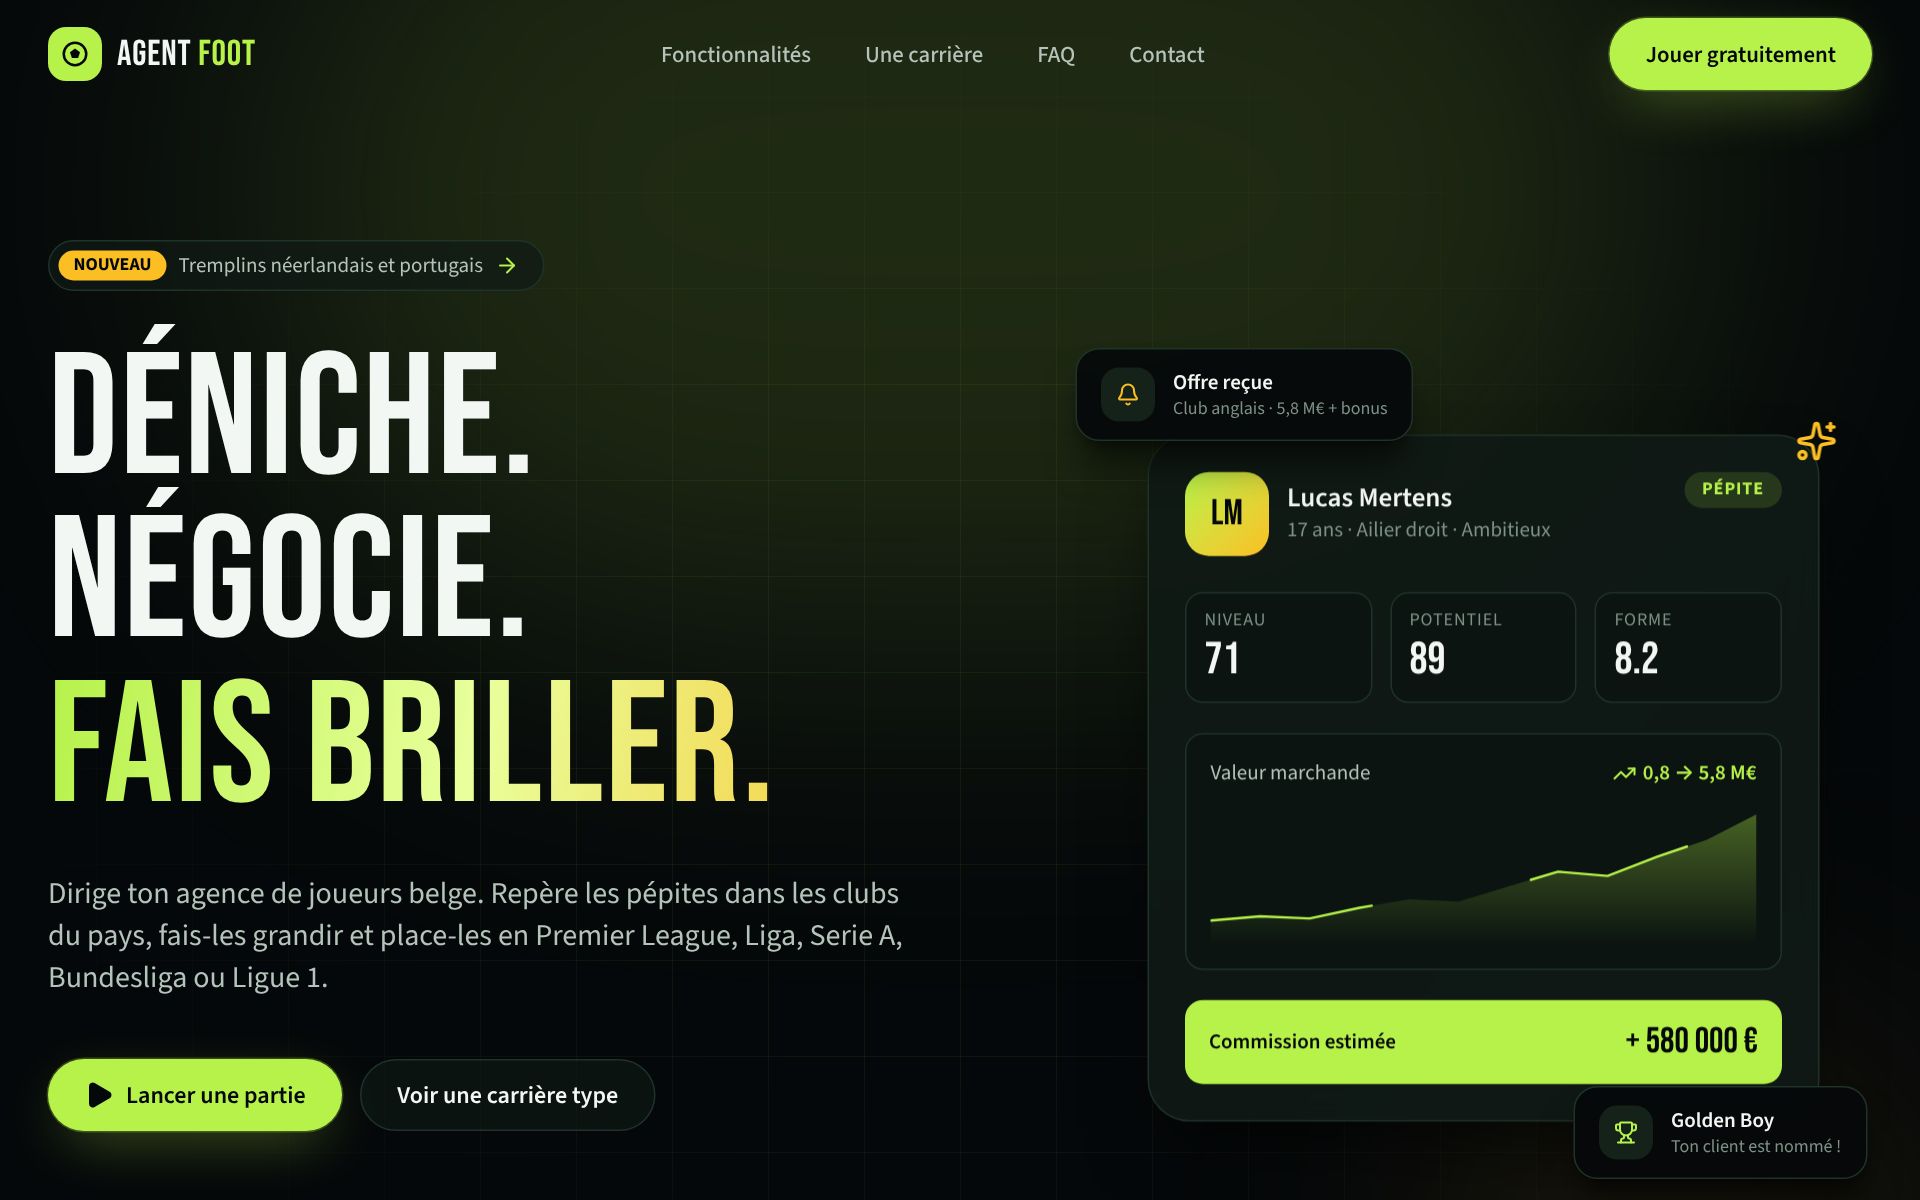 AGENT FOOT
Fonctionnalités
Une carrière
FAQ
Contact
Jouer gratuitement
NOUVEAU Tremplins néerlandais et portugais
DÉNICHE.
NÉGOCIE.
FAIS BRILLER.
Dirige ton agence de joueurs belge. Repère les pépites dans les clubs
du pays, fais-les grandir et place-les en Premier League, Liga, Serie A,
Bundesliga ou Ligue 1.
Lancer une partie
Voir une carrière type
Offre reçue
Club anglais · 5,8 M€ + bonus
LM
Lucas Mertens
17 ans · Ailier droit · Ambitieux
PÉPITE
NIVEAU
71
POTENTIEL
89
FORME
8.2
Valeur marchande
0,8 → 5,8 M€
Commission estimée
+ 580 000 €
Golden Boy
Ton client est nommé !